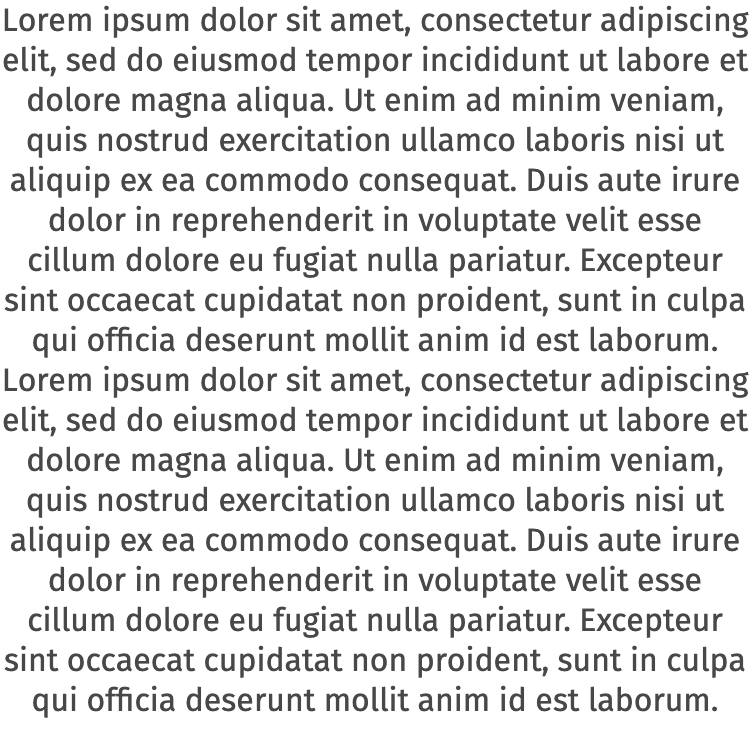 Lorem ipsum dolor sit amet, consectetur adipiscing
elit, sed do eiusmod tempor incididunt ut labore et
dolore magna aliqua. Ut enim ad minim veniam,
quis nostrud exercitation ullamco laboris nisi ut
aliquip ex ea commodo consequat. Duis aute irure
dolor in reprehenderit in voluptate velit esse
cillum dolore eu fugiat nulla pariatur. Excepteur
sint occaecat cupidatat non proident, sunt in culpa
qui officia deserunt mollit anim id est laborum.
Lorem ipsum dolor sit amet, consectetur adipiscing
elit, sed do eiusmod tempor incididunt ut labore et
dolore magna aliqua. Ut enim ad minim veniam,
quis nostrud exercitation ullamco laboris nisi ut
aliquip ex ea commodo consequat. Duis aute irure
dolor in reprehenderit in voluptate velit esse
cillum dolore eu fugiat nulla pariatur. Excepteur
sint occaecat cupidatat non proident, sunt in culpa
qui officia deserunt mollit anim id est laborum.